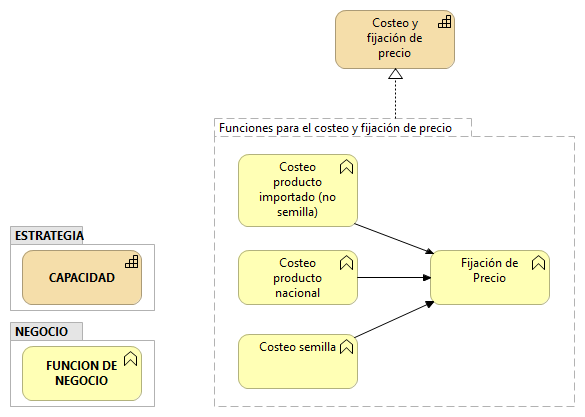 Costeo y
fijación de
precio
Funciones para el costeo y fijación de precio
Costeo
producto
importado (no
semilla)
Costeo
producto
nacional
Costeo semilla
Fijación de
Precio
ESTRATEGIA
CAPACIDAD
NEGOCIO
FUNCION DE
NEGOCIO